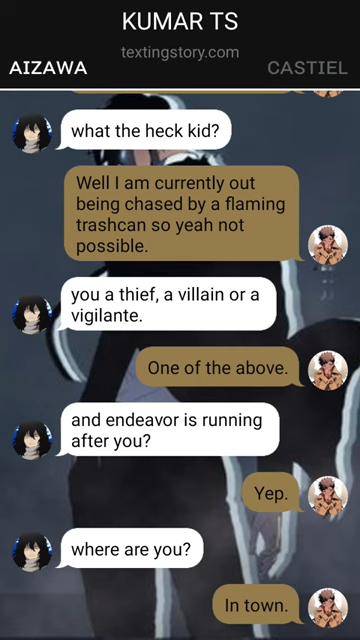 KUMAR TS
textingstory.com
AIZAWA
CASTIEL
what the heck kid?
Well I am currently out
being chased by a flaming
trashcan so yeah not
possible.
you a thief, a villain or a
vigilante.
One of the above.
and endeavor is running
after you?
Yep.
where are you?
In town.